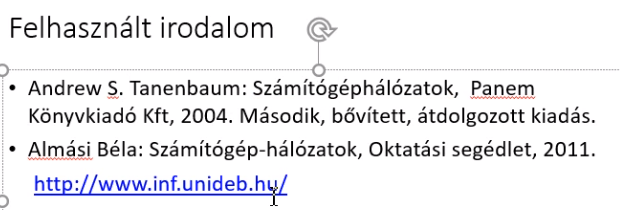 Felhasznált irodalom
• Andrew S. Tanenbaum: Számítógéphálózatok, Panem
Könyvkiadó Kft, 2004. Második, bővített, átdolgozott kiadás.
• Almási Béla: Számítógép-hálózatok, Oktatási segédlet, 2011.
http://www.inf.unideb.hu/